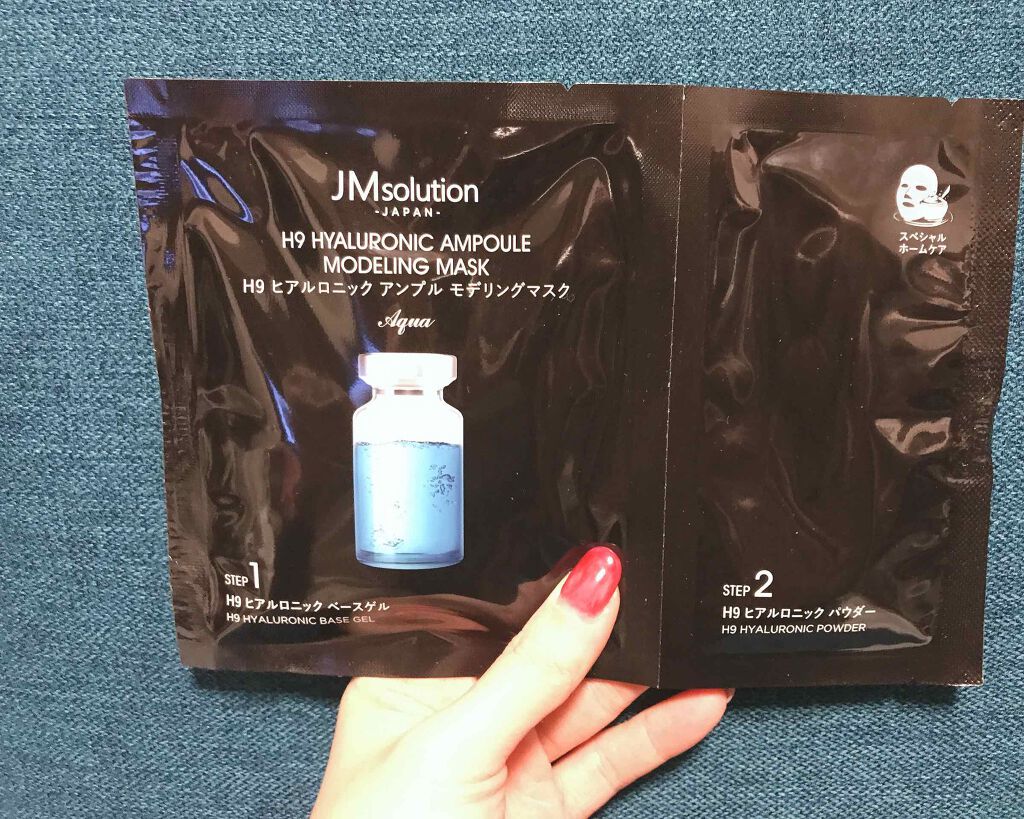 JMsolution
-JAPAN-
H9 HYALURONIC AMPOULE
MODELING MASK
H9 ヒアルロニック アンプル モデリングマスク
Aqua
STEP 1
H9 ヒアルロニック ベースゲル
H9 HYALURONIC BASE GEL
スペシャル
ホームケア
STEP 2
H9 ヒアルロニック パウダー
H9 HYALURONIC POWDER